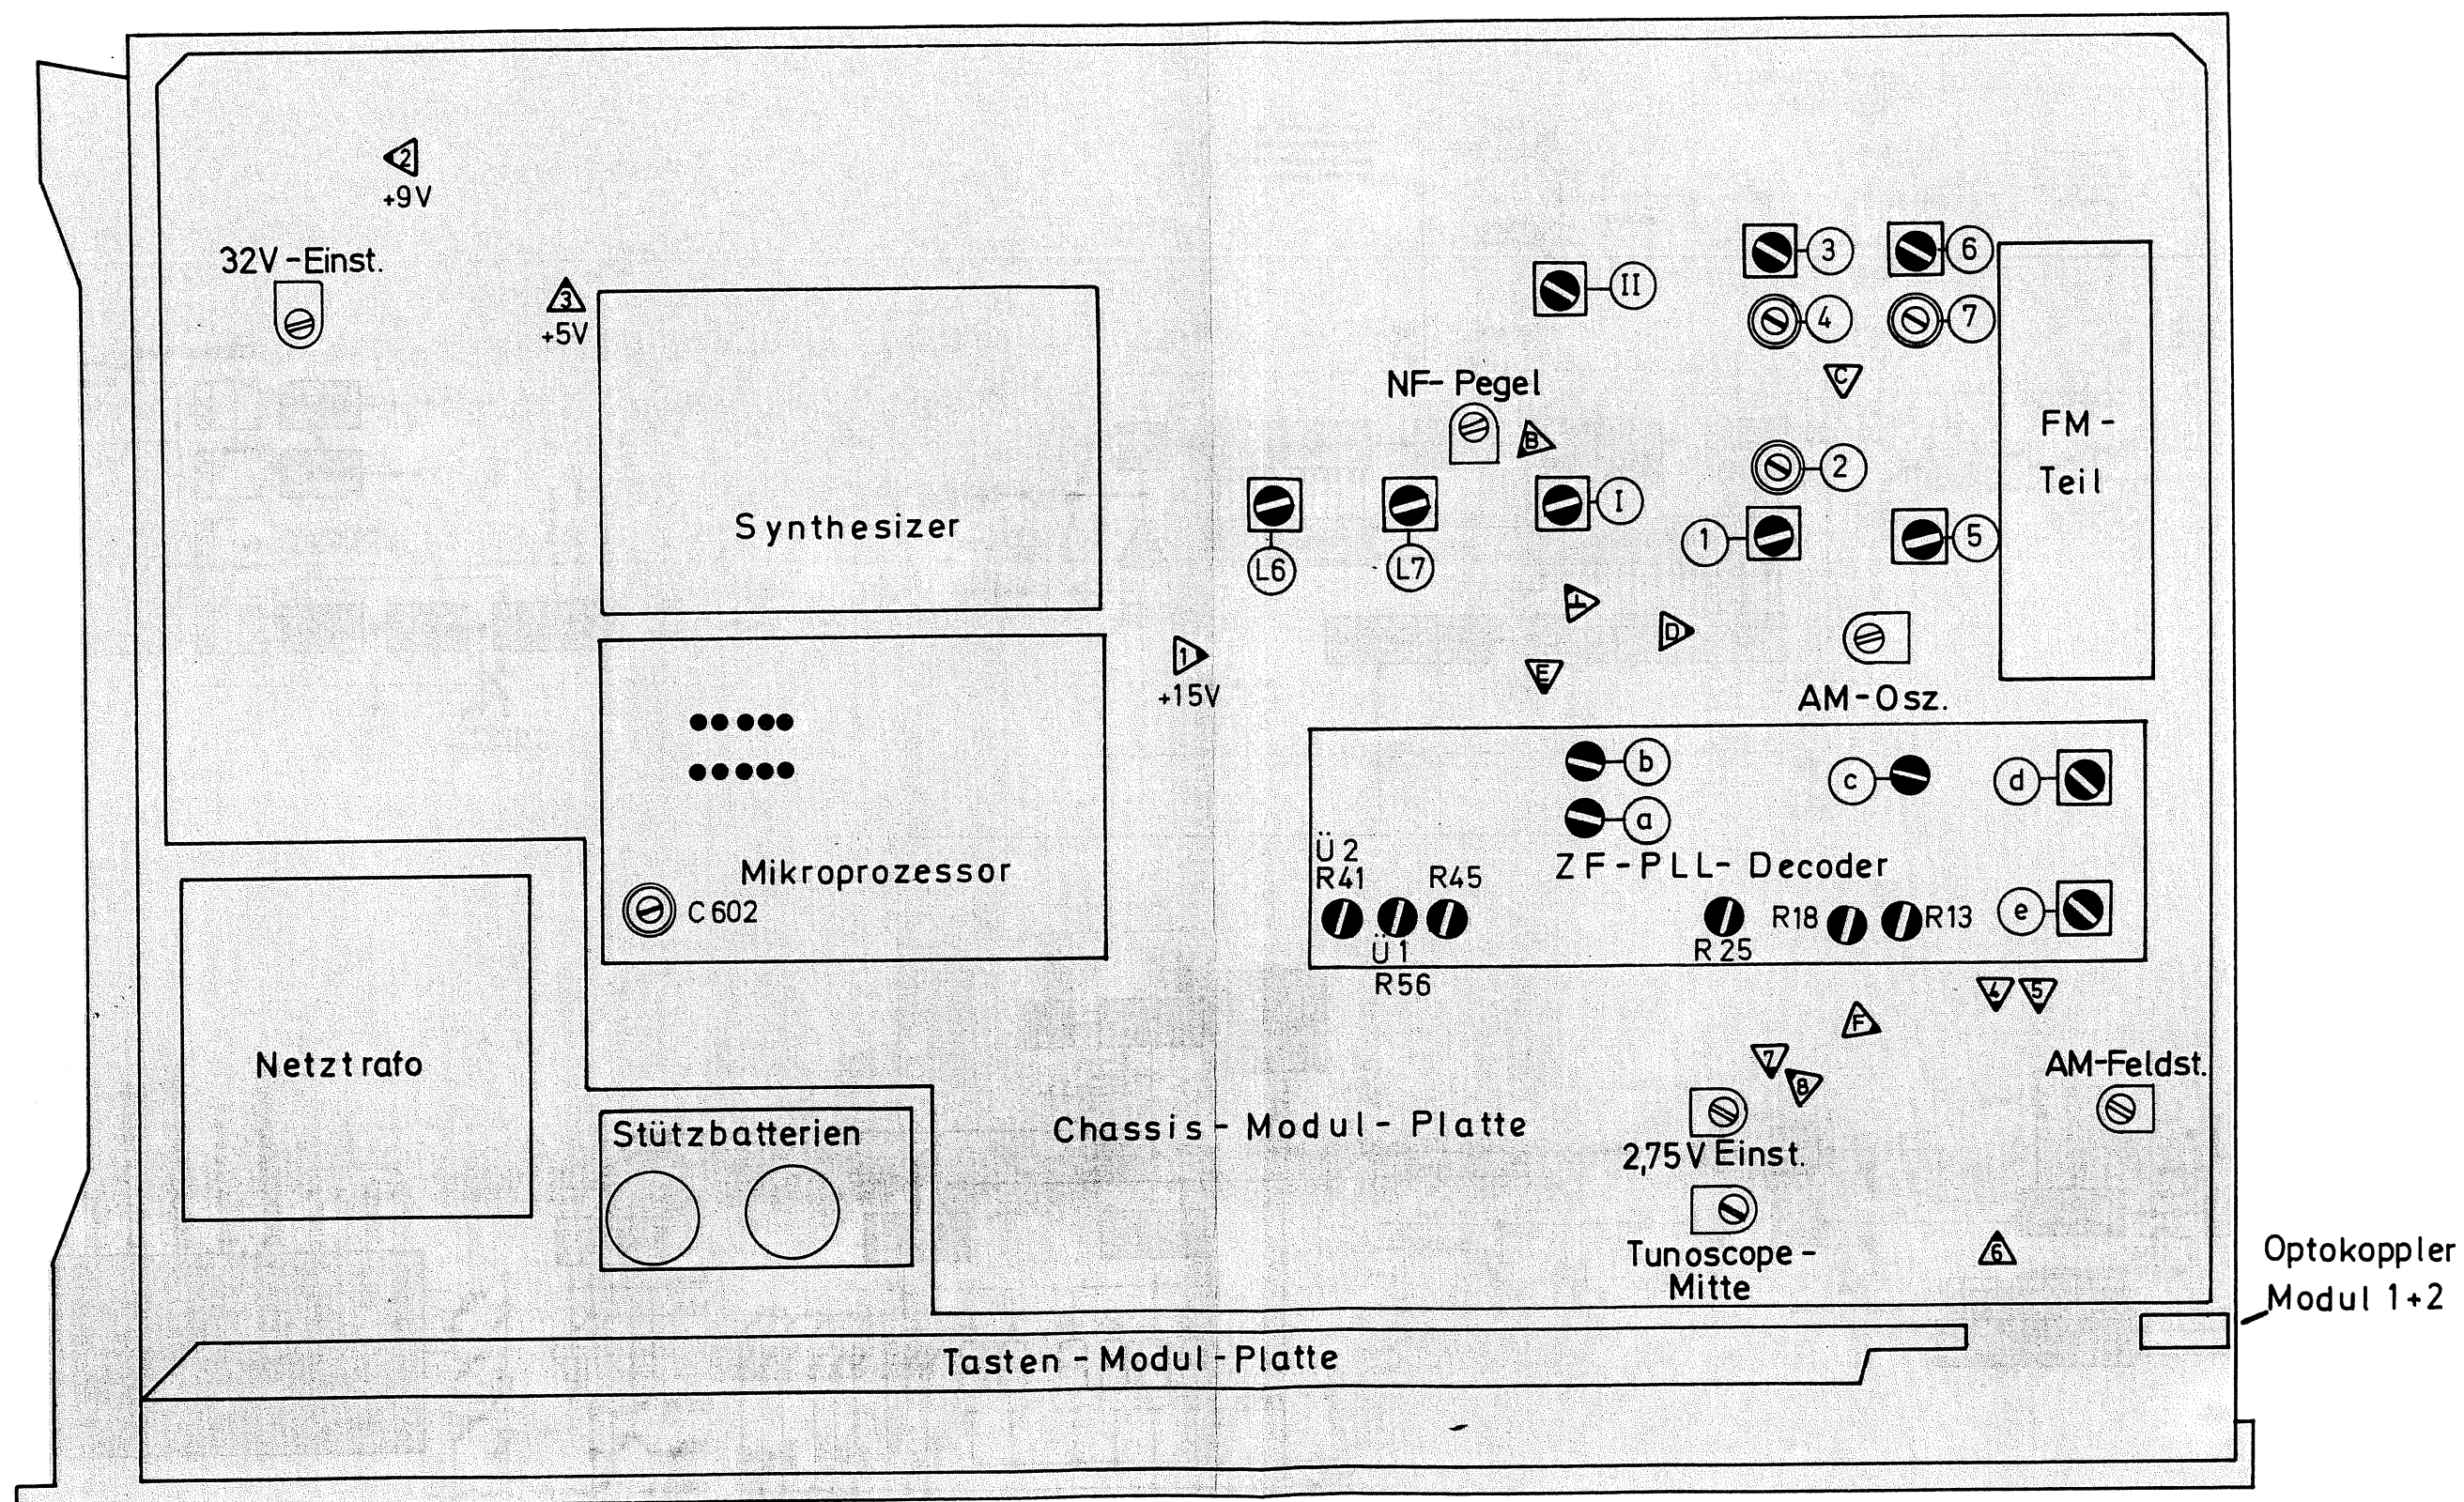 2
+9V
32V-Einst.
3
+5V
Synthesizer
II
3
6
4
7
C
NF-Pegel
B
FM-
Teil
2
I
1
5
L6
L7
D
E
1
+15V
AM-Osz.
Mikroprozessor
C602
b
a
c
d
Ü2
R41
R45
ZF-PLL-Decoder
Ü1
R56
R25
R18
R13
e
4
5
F
7
8
AM-Feldst.
Netztrafo
Stützbatterien
Chassis-Modul-Platte
2,75V Einst.
Tunoscope-
Mitte
6
Optokoppler
Modul 1+2
Tasten-Modul-Platte